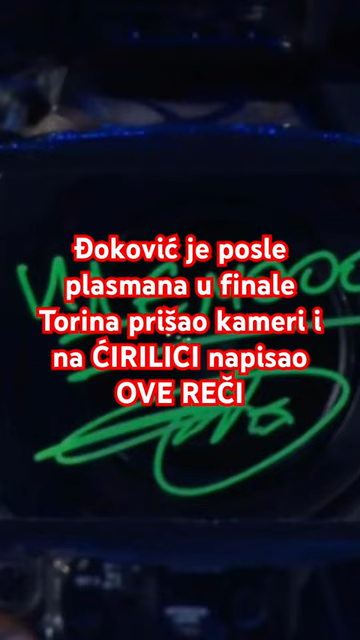 Đoković je posle
plasmana u finale
Torina prišao kameri i
na ĆIRILICI napisao
OVE REČI